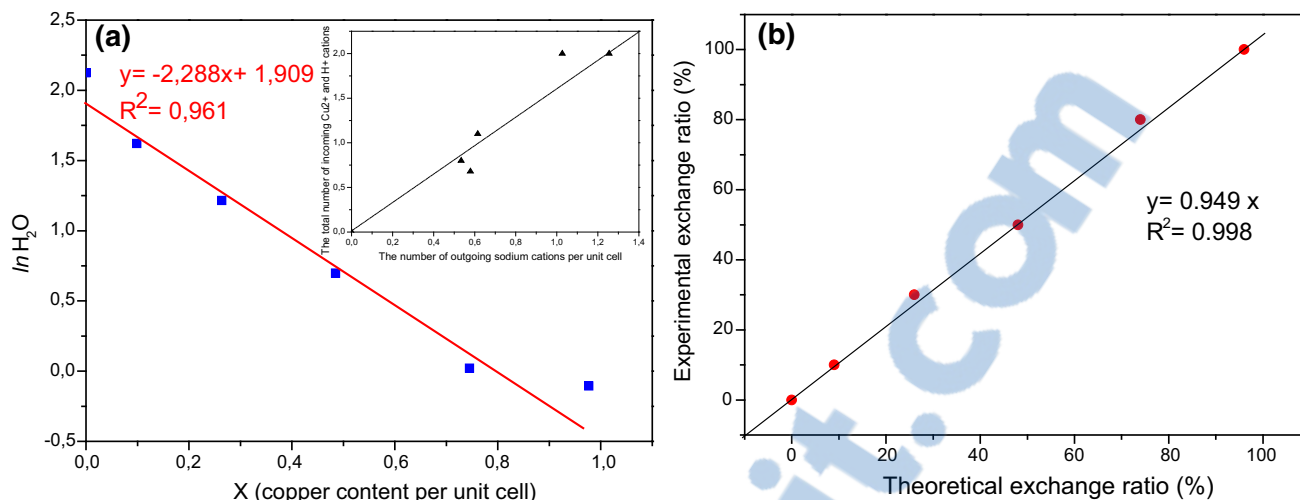 (a)
y= -2,288x+ 1,909
R2= 0,961
2,5
2,0
1,5
1,0
0,5
0,0
-0,5
0,0
0,2
0,4
0,6
0,8
1,0
lnH2O
X (copper content per unit cell)
The total number of incoming Cu2+ and H+ cations
2,0
1,5
1,0
0,5
0,0
0,0
0,2
0,4
0,6
0,8
1,0
1,2
1,4
The number of outgoing sodium cations per unit cell
(b)
y= 0.949 x
R2= 0.998
100
80
60
40
20
0
0
20
40
60
80
100
Experimental exchange ratio (%)
Theoretical exchange ratio (%)
it.com